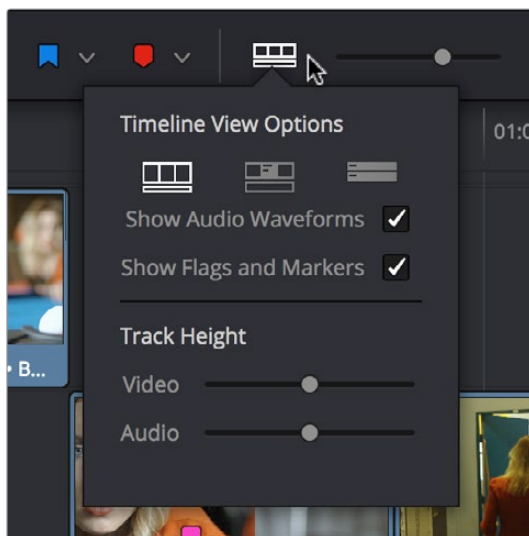 Timeline View Options
01:0
Show Audio Waveforms
Show Flags and Markers
Track Height
Video
• B...
Audio